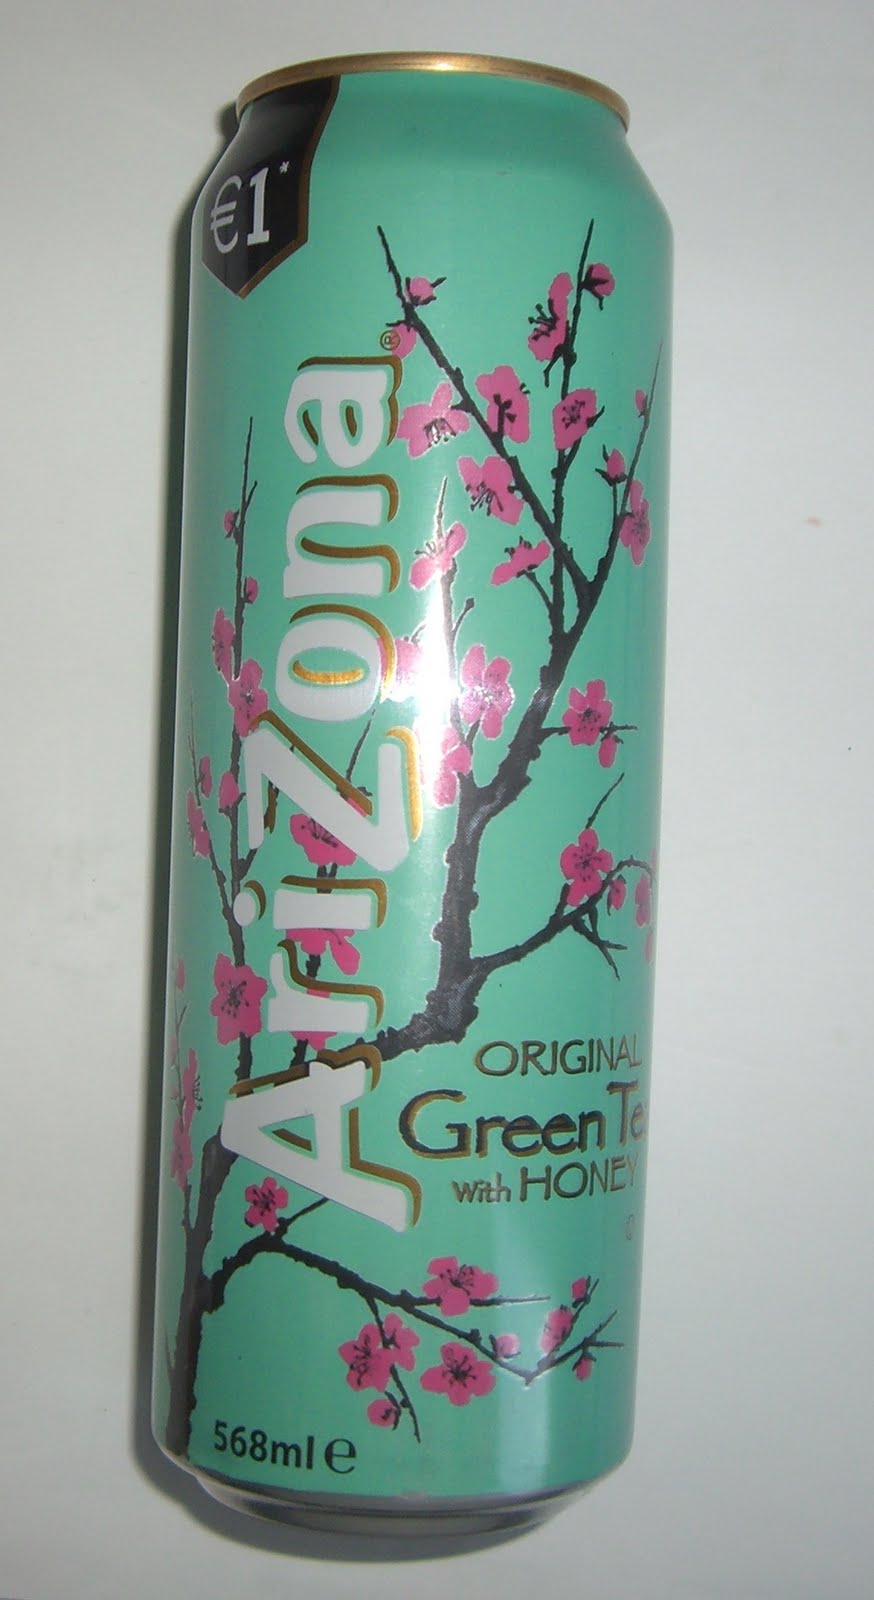 €1*
AriZona®
ORIGINAL
Green Te
with HONEY
568ml e